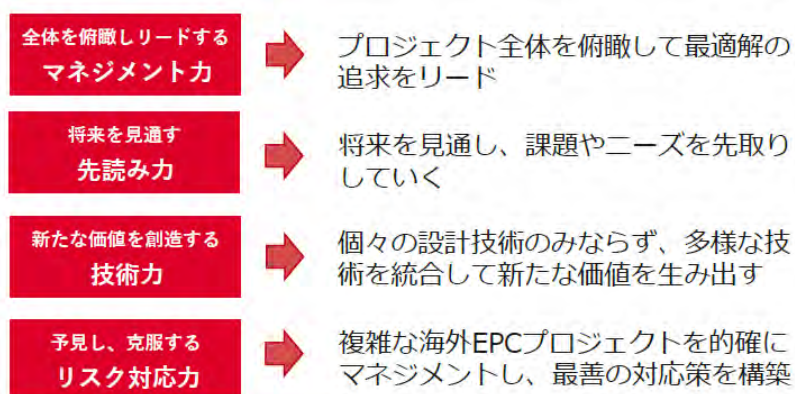 全体を俯瞰しリードする
マネジメント力
プロジェクト全体を俯瞰して最適解の
追求をリード
将来を見通す
先読み力
将来を見通し、課題やニーズを先取り
していく
新たな価値を創造する
技術力
個々の設計技術のみならず、多様な技
術を統合して新たな価値を生み出す
予見し、克服する
リスク対応力
複雑な海外EPCプロジェクトを的確に
マネジメントし、最善の対応策を構築